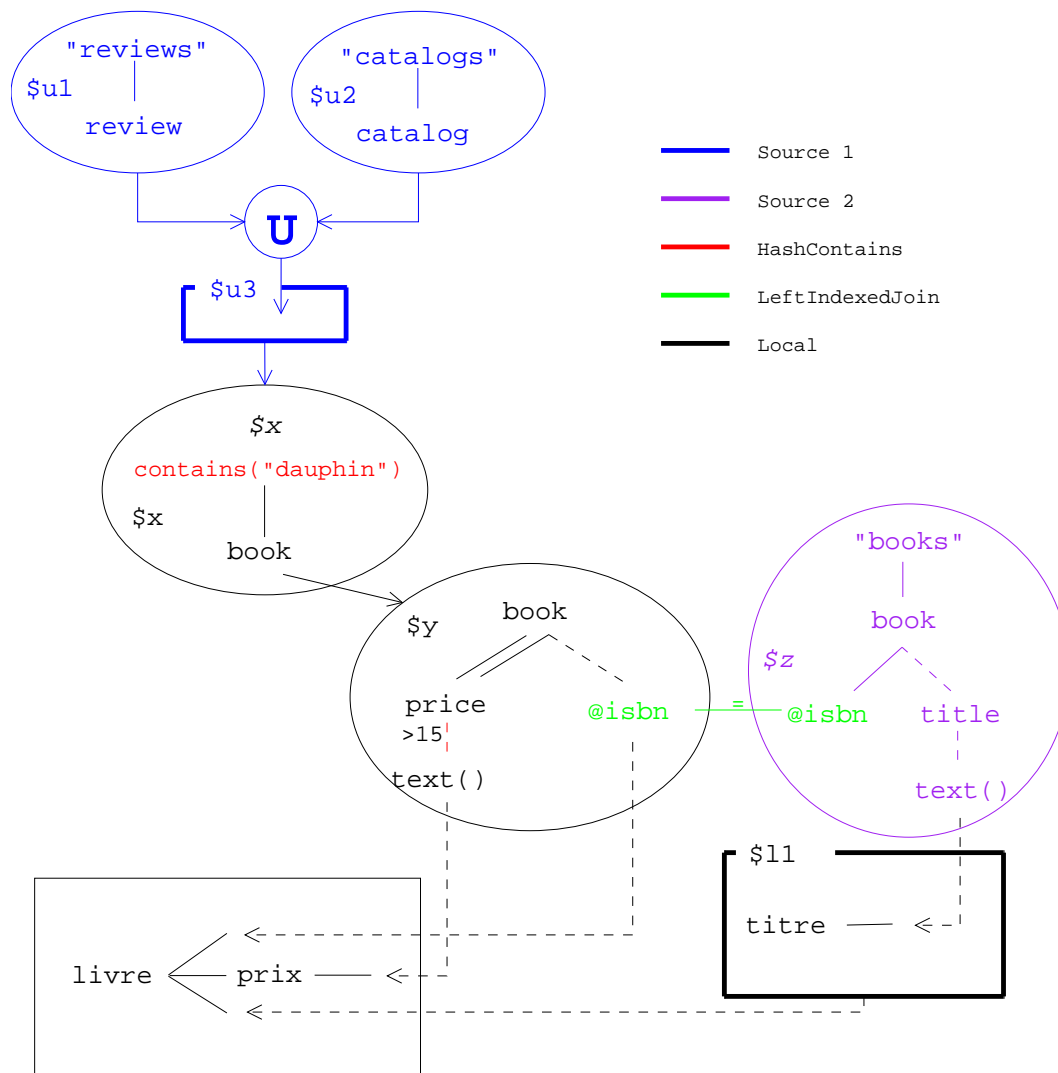 "reviews"
$u1
review
"catalogs"
$u2
catalog
U
$u3
Source 1
Source 2
HashContains
LeftIndexedJoin
Local
$x
contains("dauphin")
$x
book
$y
book
price
>15
text()
@isbn
=
"books"
book
$z
@isbn
title
text()
$l1
titre
livre
prix